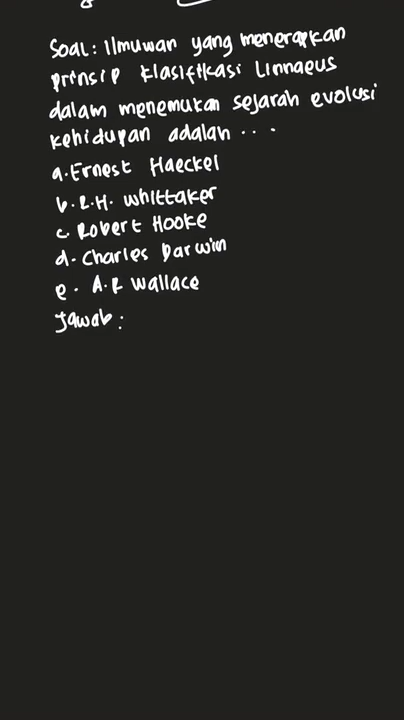 Soal: Ilmuwan yang menerapkan
prinsip klasifikasi Linnaeus
dalam menemukan sejarah evolusi
kehidupan adalah ...
a. Ernest Haeckel
b. R.H. Whittaker
c. Robert Hooke
d. Charles Darwin
e. A.R Wallace
Jawab: